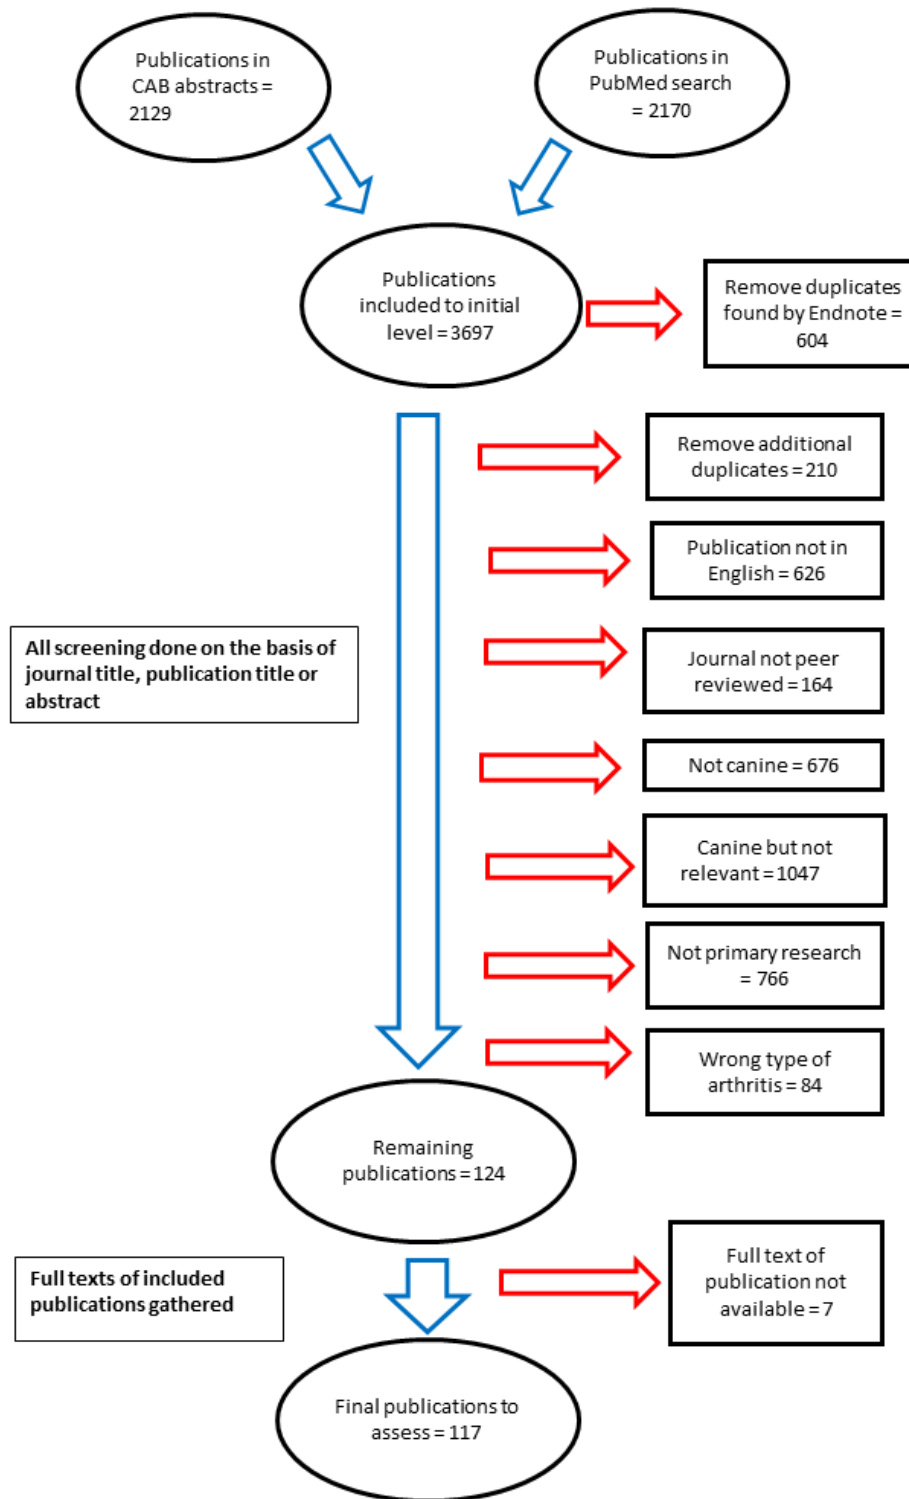 Publications in
CAB abstracts =
2129
Publications in
PubMed search
= 2170
Publications
included to initial
level = 3697
Remove duplicates
found by Endnote =
604
Remove additional
duplicates = 210
Publication not in
English = 626
All screening done on the basis of
journal title, publication title or
abstract
Journal not peer
reviewed = 164
Not canine = 676
Canine but not
relevant = 1047
Not primary research
= 766
Wrong type of
arthritis = 84
Remaining
publications = 124
Full texts of included
publications gathered
Full text of
publication not
available = 7
Final publications to
assess = 117